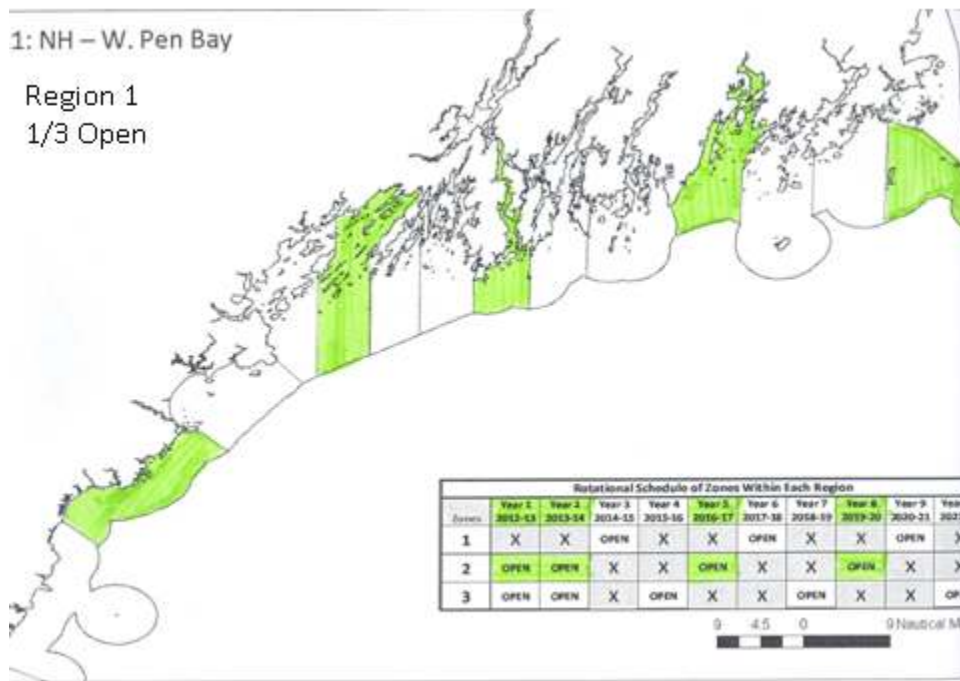 1: NH – W. Pen Bay
Region 1
1/3 Open
Rotational Schedule of Zones Within Each Region
Zones Year 1 2012-13 Year 2 2013-14 Year 3 2014-15 Year 4 2015-16 Year 5 2016-17 Year 6 2017-18 Year 7 2018-19 Year 8 2019-20 Year 9 2020-21
1 X X OPEN X X OPEN X X OPEN
2 OPEN OPEN X X OPEN X X OPEN X X
3 OPEN OPEN X OPEN X X OPEN X X
9 4.5 0 9 Nautical M